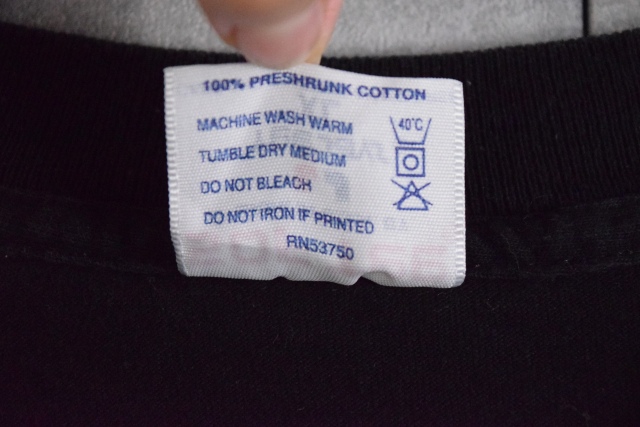 100% PRESHRUNK COTTON
MACHINE WASH WARM
40°C
TUMBLE DRY MEDIUM
DO NOT BLEACH
DO NOT IRON IF PRINTED
RN53750